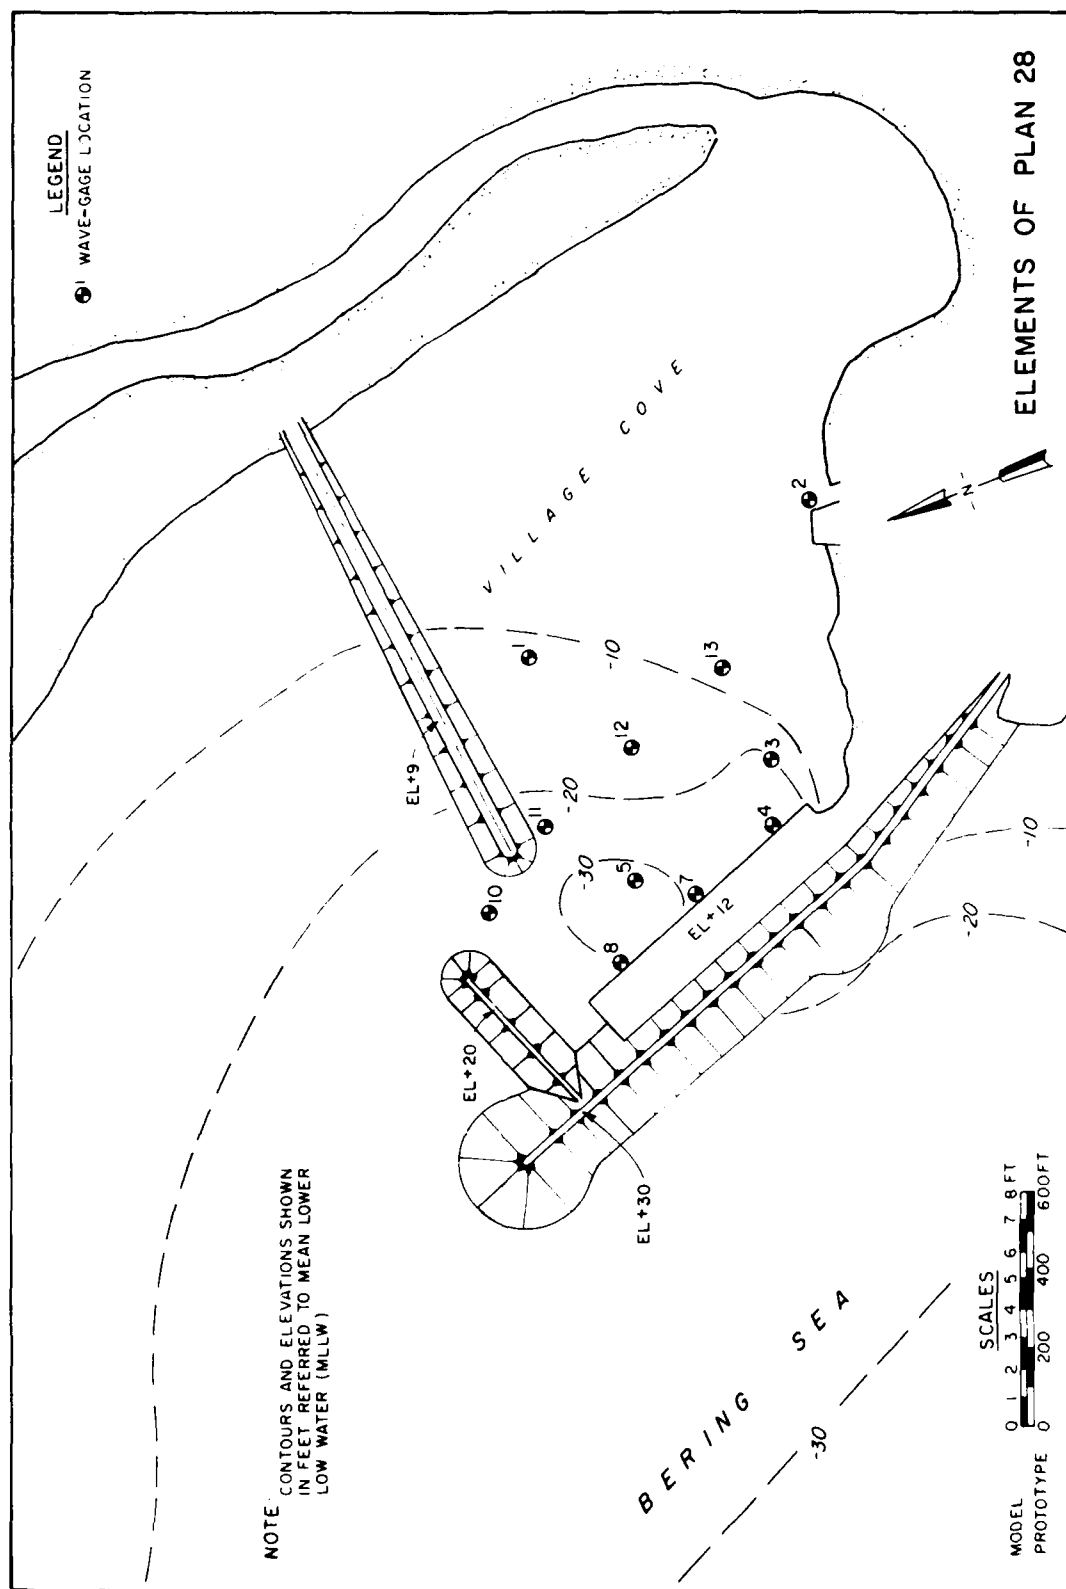 LEGEND
1 WAVE-GAGE LOCATION
NOTE: CONTOURS AND ELEVATIONS SHOWN
IN FEET REFERRED TO MEAN LOWER
LOW WATER (MLLW)
VILLAGE COVE
EL+9
EL+20
EL+30
EL+12
10
11
1
12
13
2
3
4
5
7
8
-10
-20
-30
-10
-20
-30
BERING SEA
N
SCALES
MODEL 0 1 2 3 4 5 6 7 8 FT
PROTOTYPE 0 200 400 600 FT
ELEMENTS OF PLAN 28